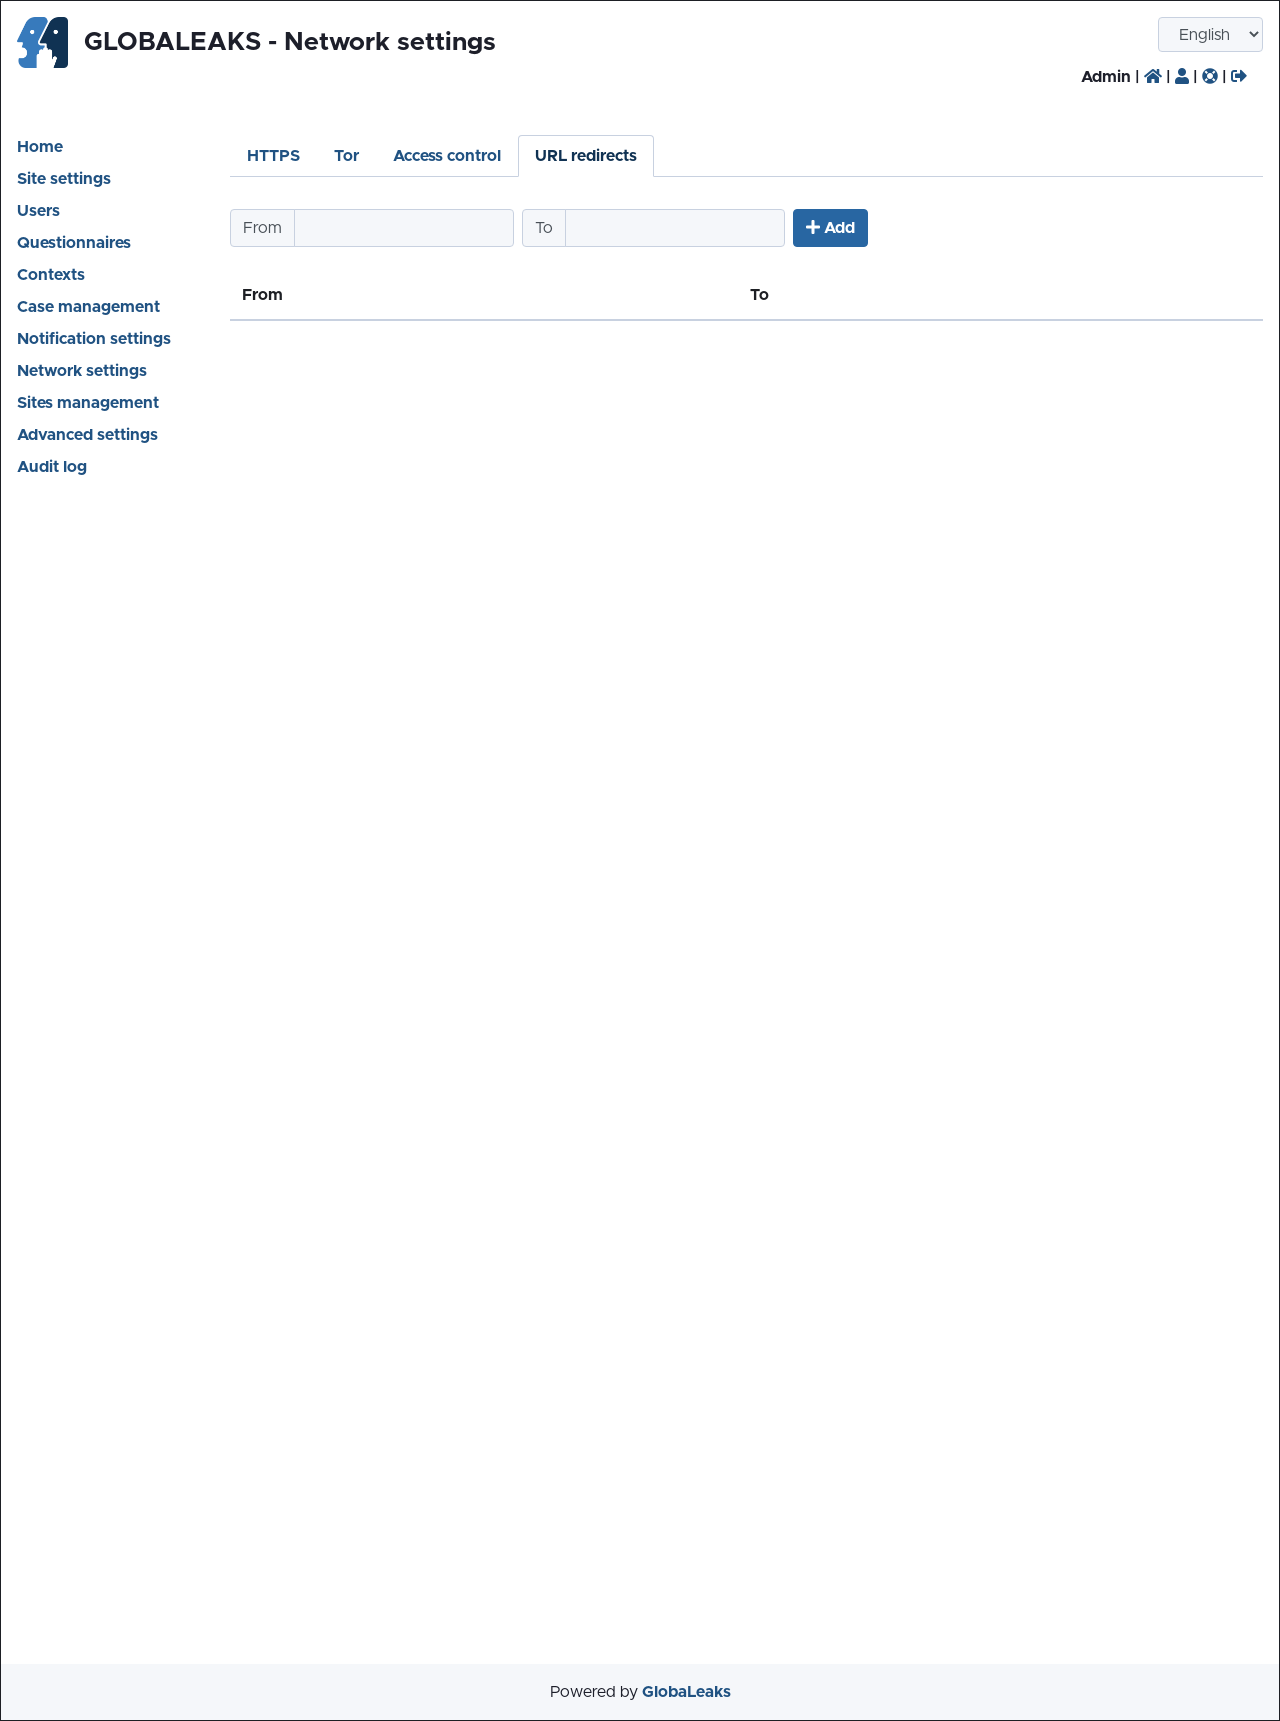 GLOBALEAKS - Network settings
English
Admin | | | |
Home
Site settings
Users
Questionnaires
Contexts
Case management
Notification settings
Network settings
Sites management
Advanced settings
Audit log
HTTPS Tor Access control URL redirects
From To Add
From To
Powered by GlobaLeaks